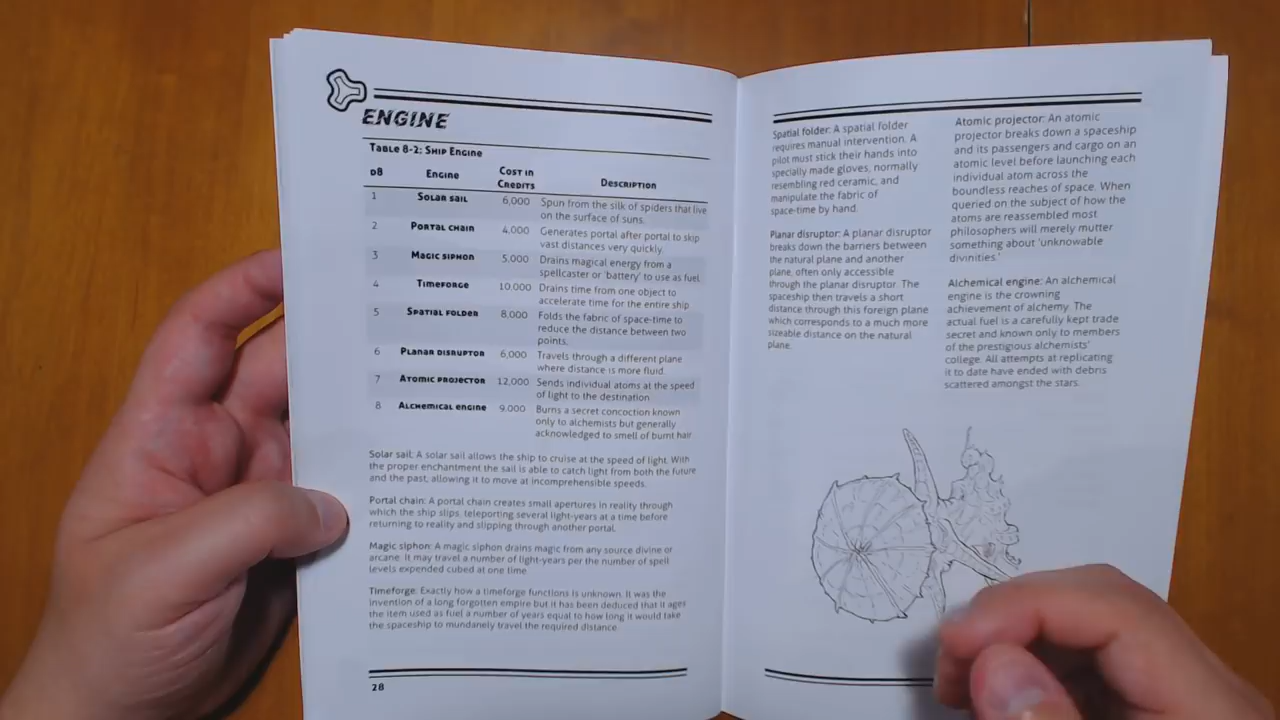 ENGINE
Table 8-2: Ship Engine
d8 Engine Cost in Credits Description
1 Solar sail 6,000 Spun from the silk of spiders that live
on the surface of suns.
2 Portal chain 4,000 Generates portal after portal to skip
vast distances very quickly.
3 Magic siphon 5,000 Drains magical energy from a
spellcaster or 'battery' to use as fuel.
4 Timeforge 10,000 Drains time from one object to
accelerate time for the entire ship
5 Spatial folder 8,000 Folds the fabric of space-time to
reduce the distance between two
points.
6 Planar disruptor 6,000 Travels through a different plane
where distance is more fluid.
7 Atomic projector 12,000 Sends individual atoms at the speed
of light to the destination.
8 Alchemical engine 9,000 Burns a secret concoction known
only to alchemists but generally
acknowledged to smell of burnt hair
Solar sail: A solar sail allows the ship to cruise at the speed of light. With
the proper enchantment the sail is able to catch light from both the future
and the past, allowing it to move at incomprehensible speeds.
Portal chain: A portal chain creates small apertures in reality through
which the ship slips, teleporting several light-years at a time before
returning to reality and slipping through another portal.
Magic siphon: A magic siphon drains magic from any source divine or
arcane. It may travel a number of light-years per the number of spell
levels expended cubed at one time.
Timeforge: Exactly how a timeforge functions is unknown. It was the
invention of a long forgotten empire but it has been deduced that it ages
the item used as fuel a number of years equal to how long it would take
the spaceship to mundanely travel the required distance.
28
Spatial folder: A spatial folder
requires manual intervention. A
pilot must stick their hands into
specially made gloves, normally
resembling red ceramic, and
manipulate the fabric of
space-time by hand.
Planar disruptor: A planar disruptor
breaks down the barriers between
the natural plane and another
plane, often only accessible
through the planar disruptor. The
spaceship then travels a short
distance through this foreign plane
which corresponds to a much more
sizeable distance on the natural
plane.
Atomic projector: An atomic
projector breaks down a spaceship
and its passengers and cargo on an
atomic level before launching each
individual atom across the
boundless reaches of space. When
queried on the subject of how the
atoms are reassembled most
philosophers will merely mutter
something about 'unknowable
divinities.'
Alchemical engine: An alchemical
engine is the crowning
achievement of alchemy. The
actual fuel is a carefully kept trade
secret and known only to members
of the prestigious alchemists'
college. All attempts at replicating
it to date have ended with debris
scattered amongst the stars.